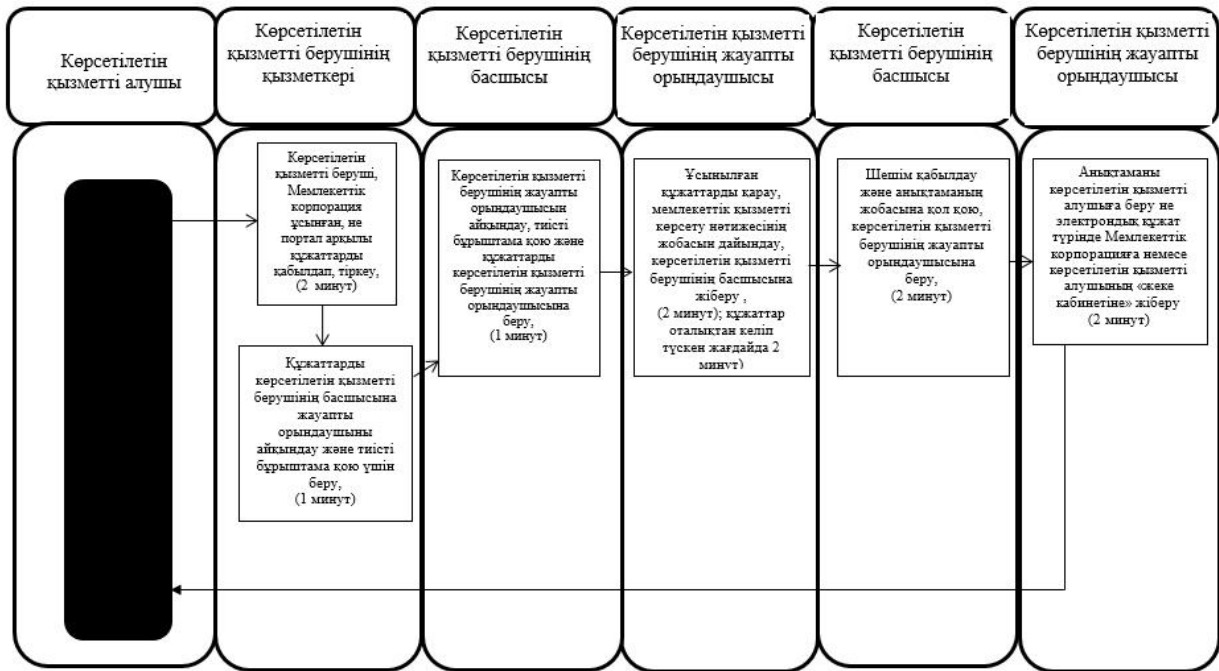 Көрсетілетін
қызметті алушы
Көрсетілетін
қызметті берушінің
қызметкері
Көрсетілетін
қызметті берушінің
басшысы
Көрсетілетін қызметті
берушінің жауапты
орындаушысы
Көрсетілетін
қызметті берушінің
басшысы
Көрсетілетін қызметті
берушінің жауапты
орындаушысы
Көрсетілетін
қызметті беруші,
Мемлекеттік
корпорация
ұсынған, не
портал арқылы
құжаттарды
қабылдап, тіркеу,
(2 минут)
Құжаттарды
көрсетілетін қызметті
берушінің басшысына
жауапты
орындаушыны
айқындау және тиісті
бұрыштама қою үшін
беру,
(1 минут)
Көрсетілетін қызметті
берушінің жауапты
орындаушысын
айқындау, тиісті
бұрыштама қою және
құжаттарды
көрсетілетін қызметті
берушінің жауапты
орындаушысына
беру,
(1 минут)
Ұсынылған
құжаттарды қарау,
мемлекеттік қызметті
көрсету нәтижесінің
жобасын дайындау,
көрсетілетін қызметті
берушінің басшысына
жіберу ,
(2 минут); құжаттар
оталықтан келіп
түскен жағдайда 2
минут)
Шешім қабылдау
және анықтаманың
жобасына қол қою,
көрсетілетін қызметті
берушінің жауапты
орындаушысына
беру,
(2 минут)
Анықтаманы
көрсетілетін қызметті
алушыға беру не
электрондық құжат
түрінде Мемлекеттік
корпорацияға немесе
көрсетілетін қызметті
алушының «жеке
кабинетіне» жіберу
(2 минут)